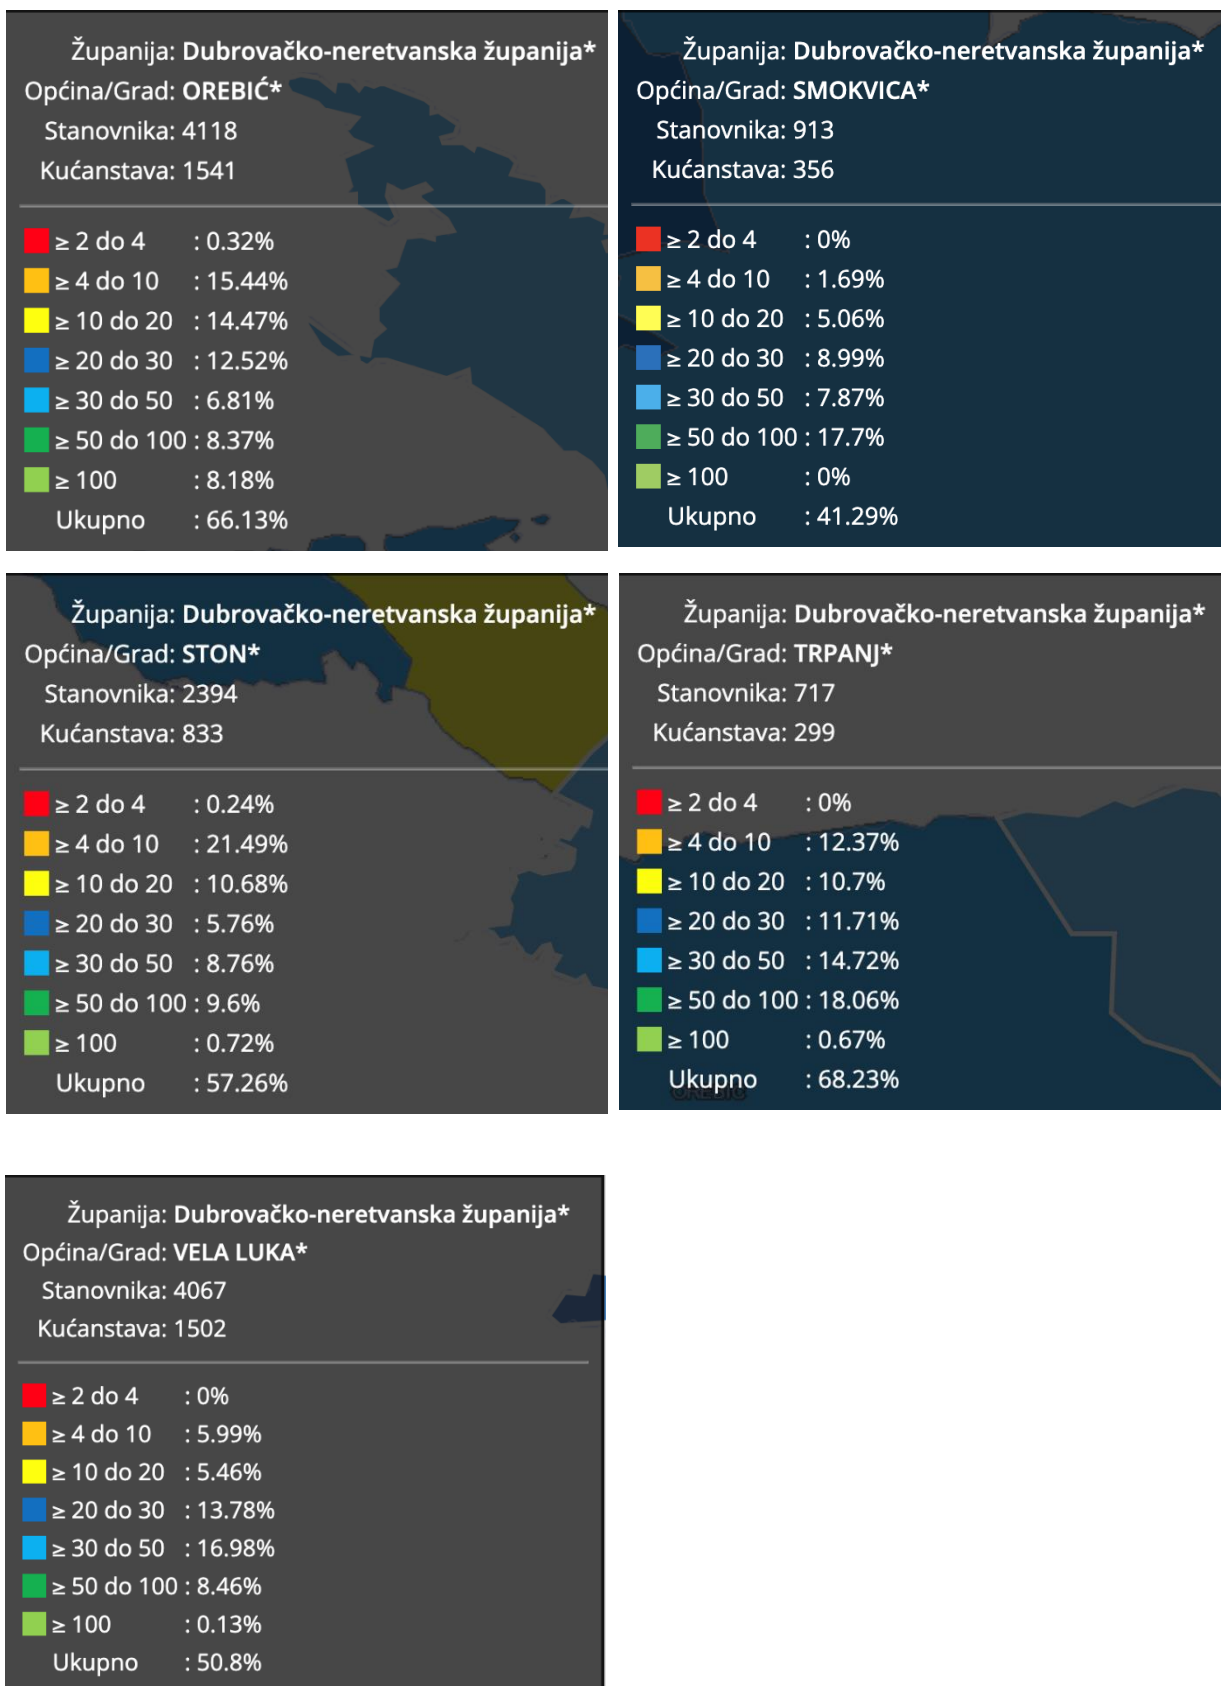 Županija: Dubrovačko-neretvanska županija*
Općina/Grad: OREBIĆ*
Stanovnika: 4118
Kućanstava: 1541
≥ 2 do 4 : 0.32%
≥ 4 do 10 : 15.44%
≥ 10 do 20 : 14.47%
≥ 20 do 30 : 12.52%
≥ 30 do 50 : 6.81%
≥ 50 do 100 : 8.37%
≥ 100 : 8.18%
Ukupno : 66.13%
Županija: Dubrovačko-neretvanska županija*
Općina/Grad: SMOKVICA*
Stanovnika: 913
Kućanstava: 356
≥ 2 do 4 : 0%
≥ 4 do 10 : 1.69%
≥ 10 do 20 : 5.06%
≥ 20 do 30 : 8.99%
≥ 30 do 50 : 7.87%
≥ 50 do 100 : 17.7%
≥ 100 : 0%
Ukupno : 41.29%
Županija: Dubrovačko-neretvanska županija*
Općina/Grad: STON*
Stanovnika: 2394
Kućanstava: 833
≥ 2 do 4 : 0.24%
≥ 4 do 10 : 21.49%
≥ 10 do 20 : 10.68%
≥ 20 do 30 : 5.76%
≥ 30 do 50 : 8.76%
≥ 50 do 100 : 9.6%
≥ 100 : 0.72%
Ukupno : 57.26%
Županija: Dubrovačko-neretvanska županija*
Općina/Grad: TRPANJ*
Stanovnika: 717
Kućanstava: 299
≥ 2 do 4 : 0%
≥ 4 do 10 : 12.37%
≥ 10 do 20 : 10.7%
≥ 20 do 30 : 11.71%
≥ 30 do 50 : 14.72%
≥ 50 do 100 : 18.06%
≥ 100 : 0.67%
Ukupno : 68.23%
Županija: Dubrovačko-neretvanska županija*
Općina/Grad: VELA LUKA*
Stanovnika: 4067
Kućanstava: 1502
≥ 2 do 4 : 0%
≥ 4 do 10 : 5.99%
≥ 10 do 20 : 5.46%
≥ 20 do 30 : 13.78%
≥ 30 do 50 : 16.98%
≥ 50 do 100 : 8.46%
≥ 100 : 0.13%
Ukupno : 50.8%